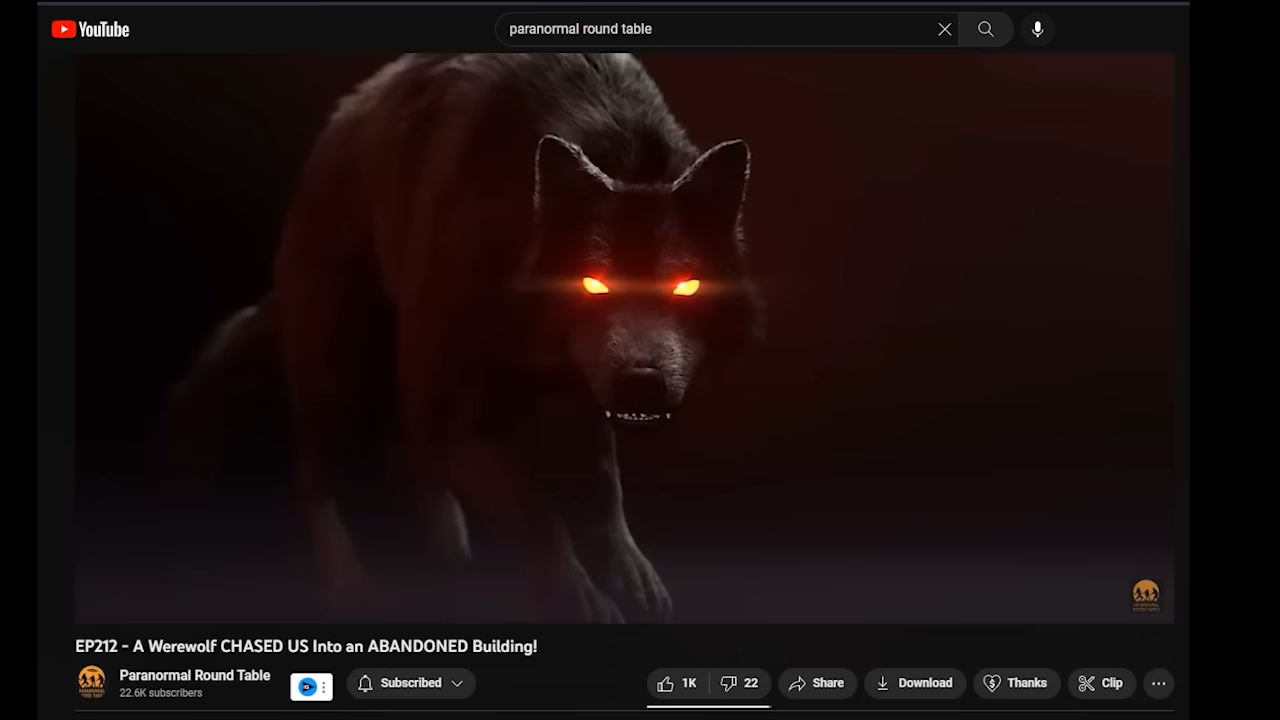 YouTube
paranormal round table
EP212 - A Werewolf CHASED US Into an ABANDONED Building!
Paranormal Round Table
22.6K subscribers
Subscribed
1K
22
Share
Download
Thanks
Clip